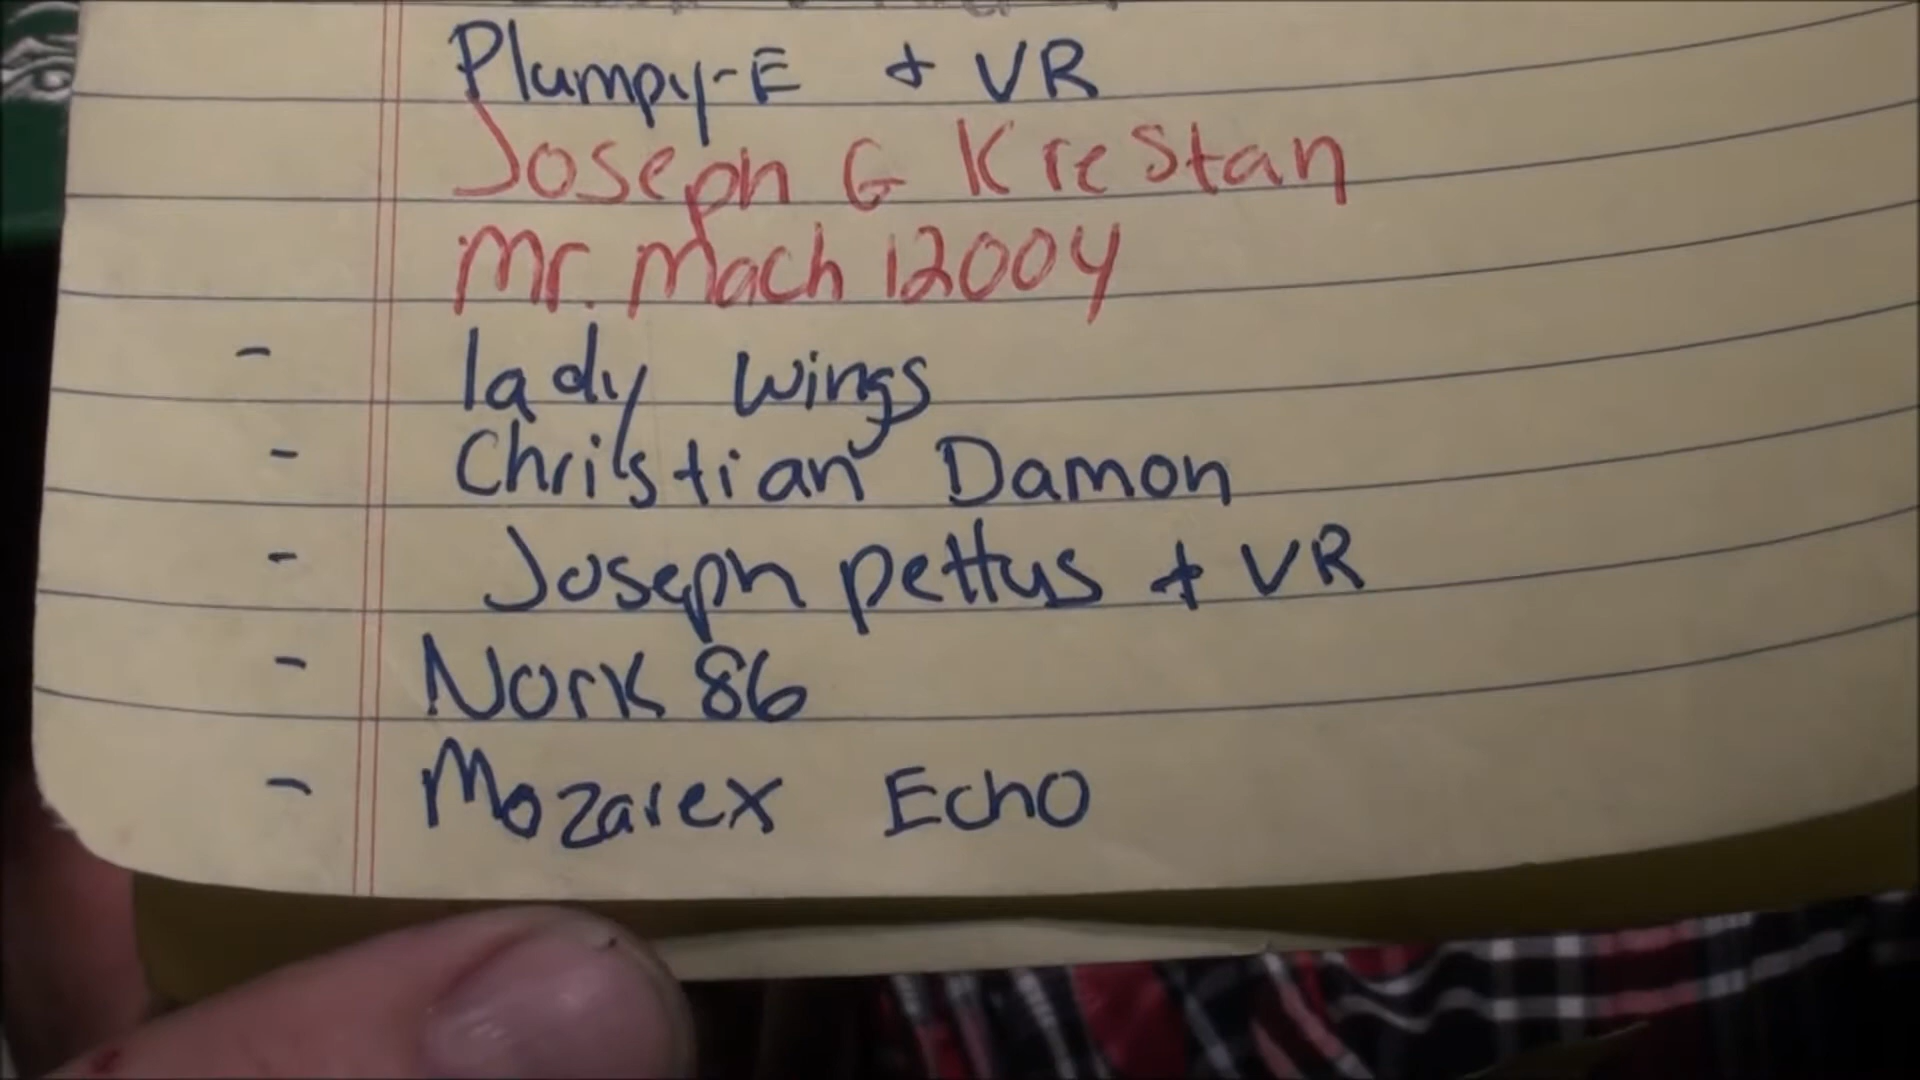 Plumpy-E + VR
Joseph G KreStan
Mr. Mach 12004
- lady wings
- Christian Damon
- Joseph pettus + VR
- Nork 86
- Mozarex Echo